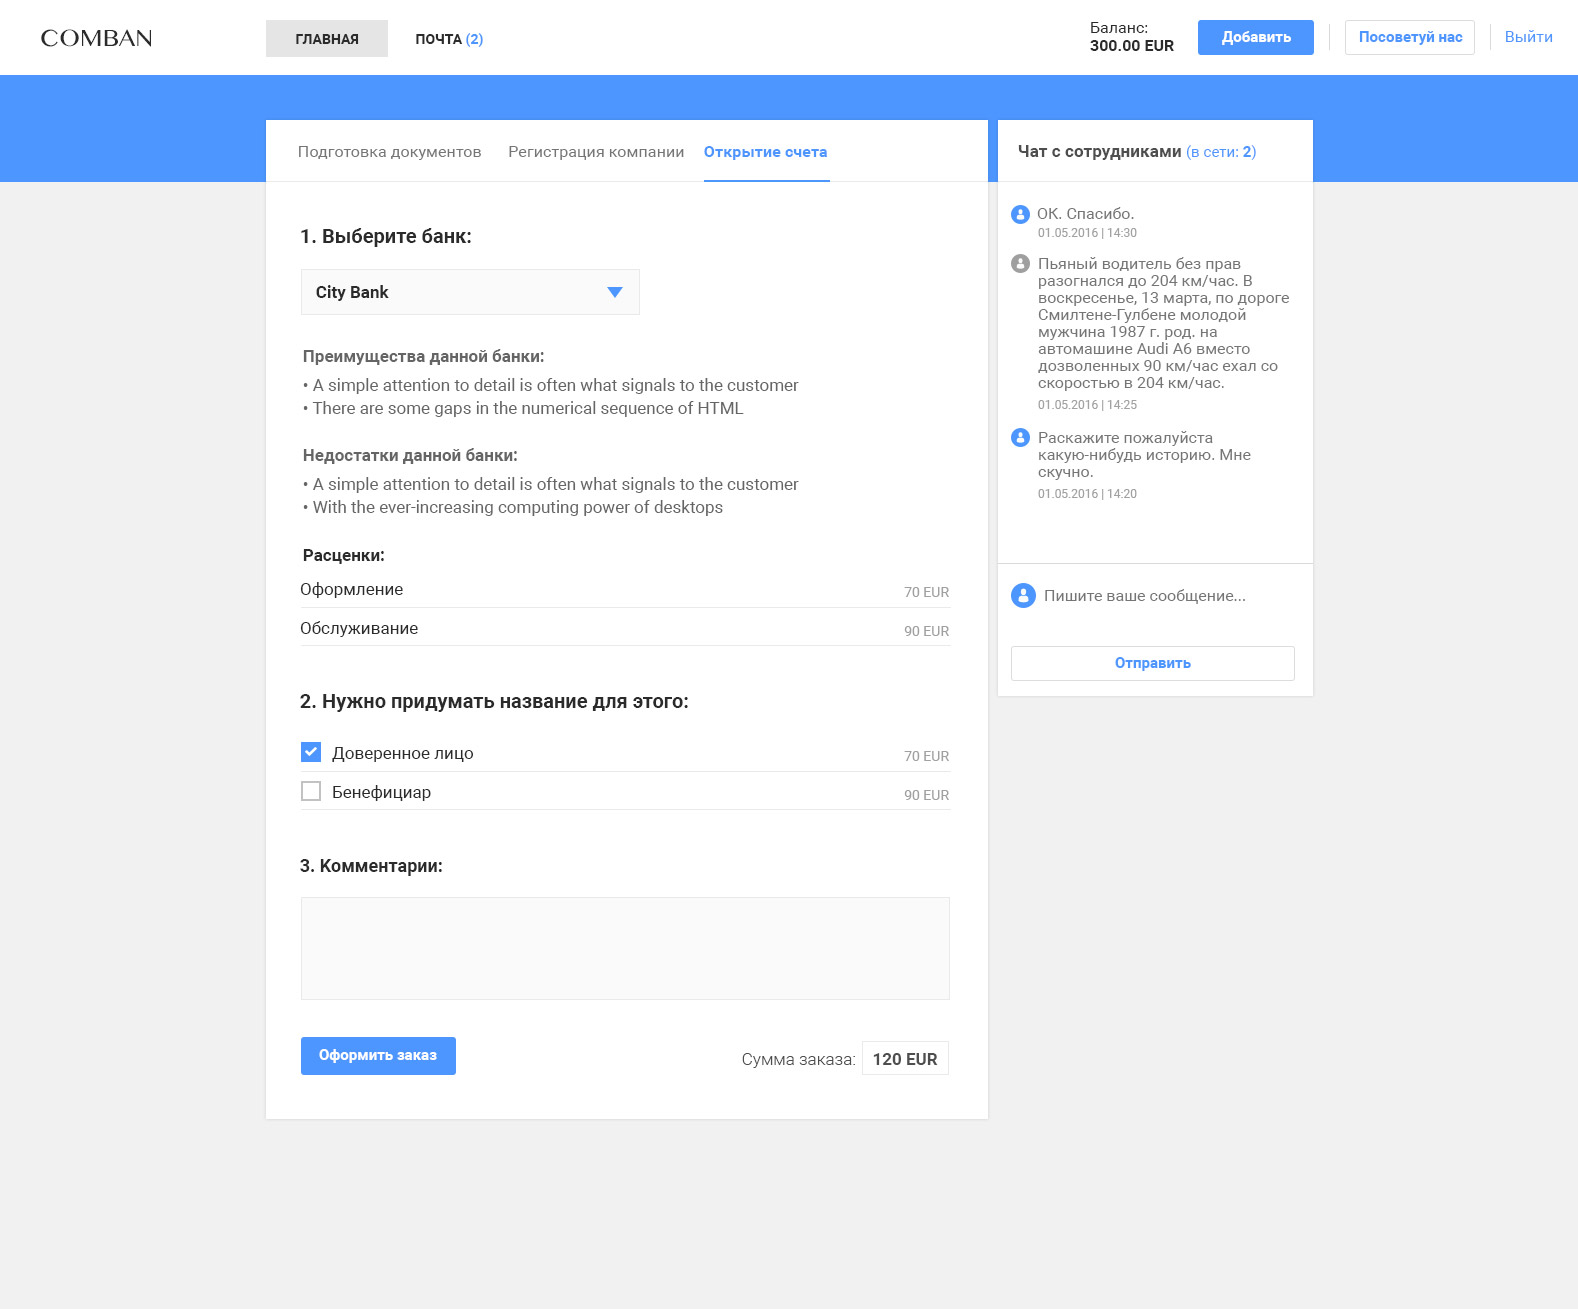 COMBAN
ГЛАВНАЯ
ПОЧТА (2)
Баланс:
300.00 EUR
Добавить
Посоветуй нас
Выйти
Подготовка документов
Регистрация компании
Открытие счета
1. Выберите банк:
City Bank
Преимущества данной банки:
• A simple attention to detail is often what signals to the customer
• There are some gaps in the numerical sequence of HTML
Недостатки данной банки:
• A simple attention to detail is often what signals to the customer
• With the ever-increasing computing power of desktops
Расценки:
Оформление 70 EUR
Обслуживание 90 EUR
2. Нужно придумать название для этого:
Доверенное лицо 70 EUR
Бенефициар 90 EUR
3. Комментарии:
Оформить заказ
Сумма заказа: 120 EUR
Чат с сотрудниками (в сети: 2)
ОК. Спасибо.
01.05.2016 | 14:30
Пьяный водитель без прав
разогнался до 204 км/час. В
воскресенье, 13 марта, по дороге
Смилтене-Гулбене молодой
мужчина 1987 г. род. на
автомашине Audi A6 вместо
дозволенных 90 км/час ехал со
скоростью в 204 км/час.
01.05.2016 | 14:25
Раскажите пожалуйста
какую-нибудь историю. Мне
скучно.
01.05.2016 | 14:20
Пишите ваше сообщение...
Отправить